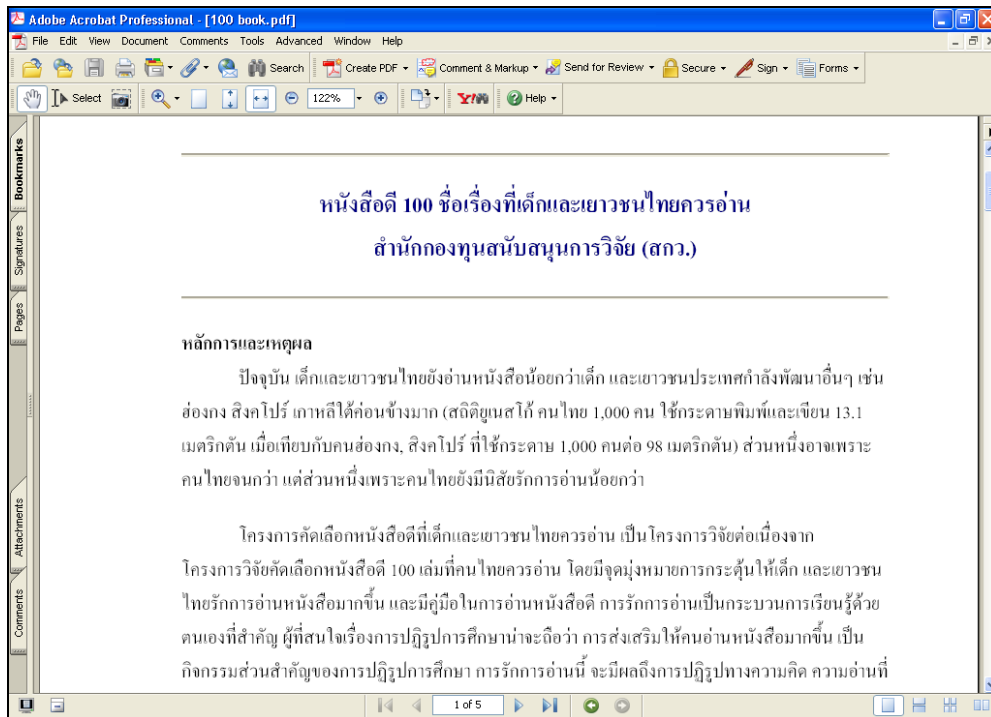 Adobe Acrobat Professional - [100 book.pdf]
File Edit View Document Comments Tools Advanced Window Help
Search Create PDF Comment & Markup Send for Review Secure Sign Forms
Select 122% Y! Help
Bookmarks
Signatures
Pages
Attachments
Comments
หนังสือดี 100 ชื่อเรื่องที่เด็กและเยาวชนไทยควรอ่าน
สำนักกองทุนสนับสนุนการวิจัย (สกว.)
หลักการและเหตุผล
ปัจจุบัน เด็กและเยาวชนไทยยังอ่านหนังสือน้อยกว่าเด็ก และเยาวชนประเทศกำลังพัฒนาอื่นๆ เช่น
ฮ่องกง สิงคโปร์ เกาหลีใต้ค่อนข้างมาก (สถิติยูเนสโก้ คนไทย 1,000 คน ใช้กระดาษพิมพ์และเขียน 13.1
เมตริกตัน เมื่อเทียบกับคนฮ่องกง, สิงคโปร์ ที่ใช้กระดาษ 1,000 คนต่อ 98 เมตริกตัน) ส่วนหนึ่งอาจเพราะ
คนไทยจนกว่า แต่ส่วนหนึ่งเพราะคนไทยยังมีนิสัยรักการอ่านน้อยกว่า
โครงการคัดเลือกหนังสือดีที่เด็กและเยาวชนไทยควรอ่าน เป็นโครงการวิจัยต่อเนื่องจาก
โครงการวิจัยคัดเลือกหนังสือดี 100 เล่มที่คนไทยควรอ่าน โดยมีจุดมุ่งหมายการกระตุ้นให้เด็ก และเยาวชน
ไทยรักการอ่านหนังสือมากขึ้น และมีคู่มือในการอ่านหนังสือดี การรักการอ่านเป็นกระบวนการเรียนรู้ด้วย
ตนเองที่สำคัญ ผู้ที่สนใจเรื่องการปฏิรูปการศึกษาน่าจะถือว่า การส่งเสริมให้คนอ่านหนังสือมากขึ้น เป็น
กิจกรรมส่วนสำคัญของการปฏิรูปการศึกษา การรักการอ่านนี้ จะมีผลถึงการปฏิรูปทางความคิด ความอ่านที่
1 of 5